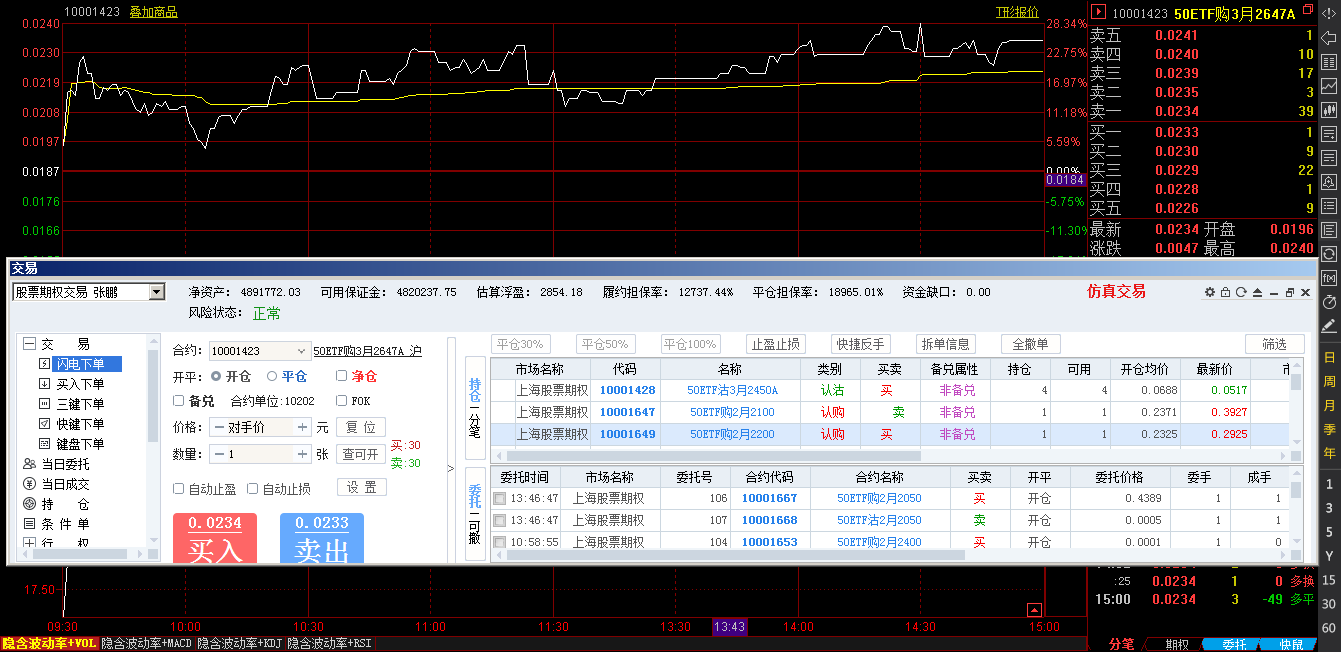 10001423 叠加商品 T形报价
0.0240 28.34%
0.0230 22.75%
0.0219 16.97%
0.0208 11.18%
0.0197 5.59%
0.0187 0.00%
0.0184
0.0176 -5.75%
0.0166 -11.30%
10001423 50ETF购3月2647A
卖五 0.0241 1
卖四 0.0240 10
卖三 0.0239 17
卖二 0.0235 3
卖一 0.0234 39
买一 0.0233 1
买二 0.0230 9
买三 0.0229 22
买四 0.0228 1
买五 0.0226 9
最新 0.0234 开盘 0.0196
涨跌 0.0047 最高 0.0240
交易
股票期权交易 张鹏 净资产: 4891772.03 可用保证金: 4820237.75 估算浮盈: 2854.18 履约担保率: 12737.44% 平仓担保率: 18965.01% 资金缺口: 0.00 仿真交易
风险状态: 正常
交 易
闪电下单
买入下单
三键下单
快键下单
键盘下单
当日委托
当日成交
持 仓
条 件 单
行 权
合约: 10001423 50ETF购3月2647A 沪
开平: 开仓 平仓 净仓
备兑 合约单位:10202 FOK
价格: 对手价 元 复 位
数量: 1 张 查可开
买:30
卖:30
自动止盈 自动止损 设 置
0.0234 买入
0.0233 卖出
持仓 分笔
委托 可撤
平仓30% 平仓50% 平仓100% 止盈止损 快捷反手 拆单信息 全撤单 筛选
市场名称 代码 名称 类别 买卖 备兑属性 持仓 可用 开仓均价 最新价 市
上海股票期权 10001428 50ETF沽3月2450A 认沽 买 非备兑 4 4 0.0688 0.0517
上海股票期权 10001647 50ETF购2月2100 认购 卖 非备兑 1 1 0.2371 0.3927
上海股票期权 10001649 50ETF购2月2200 认购 买 非备兑 1 1 0.2325 0.2925
委托时间 市场名称 委托号 合约代码 合约名称 买卖 开平 委托价格 委手 成手
13:46:47 上海股票期权 106 10001667 50ETF购2月2050 买 开仓 0.4389 1 1
13:46:47 上海股票期权 107 10001668 50ETF沽2月2050 卖 开仓 0.0005 1 1
10:58:55 上海股票期权 104 10001653 50ETF购2月2400 买 开仓 0.0001 1 0
17.50
:25 0.0234 1 0 多换
15:00 0.0234 3 -49 多平
09:30 10:00 10:30 11:00 11:30 13:30 13:43 14:00 14:30 15:00
隐含波动率+VOL 隐含波动率+MACD 隐含波动率+KDJ 隐含波动率+RSI
分笔 期权 委托 快鼠
日
周
月
季
年
1
3
5
Y
15
30
60